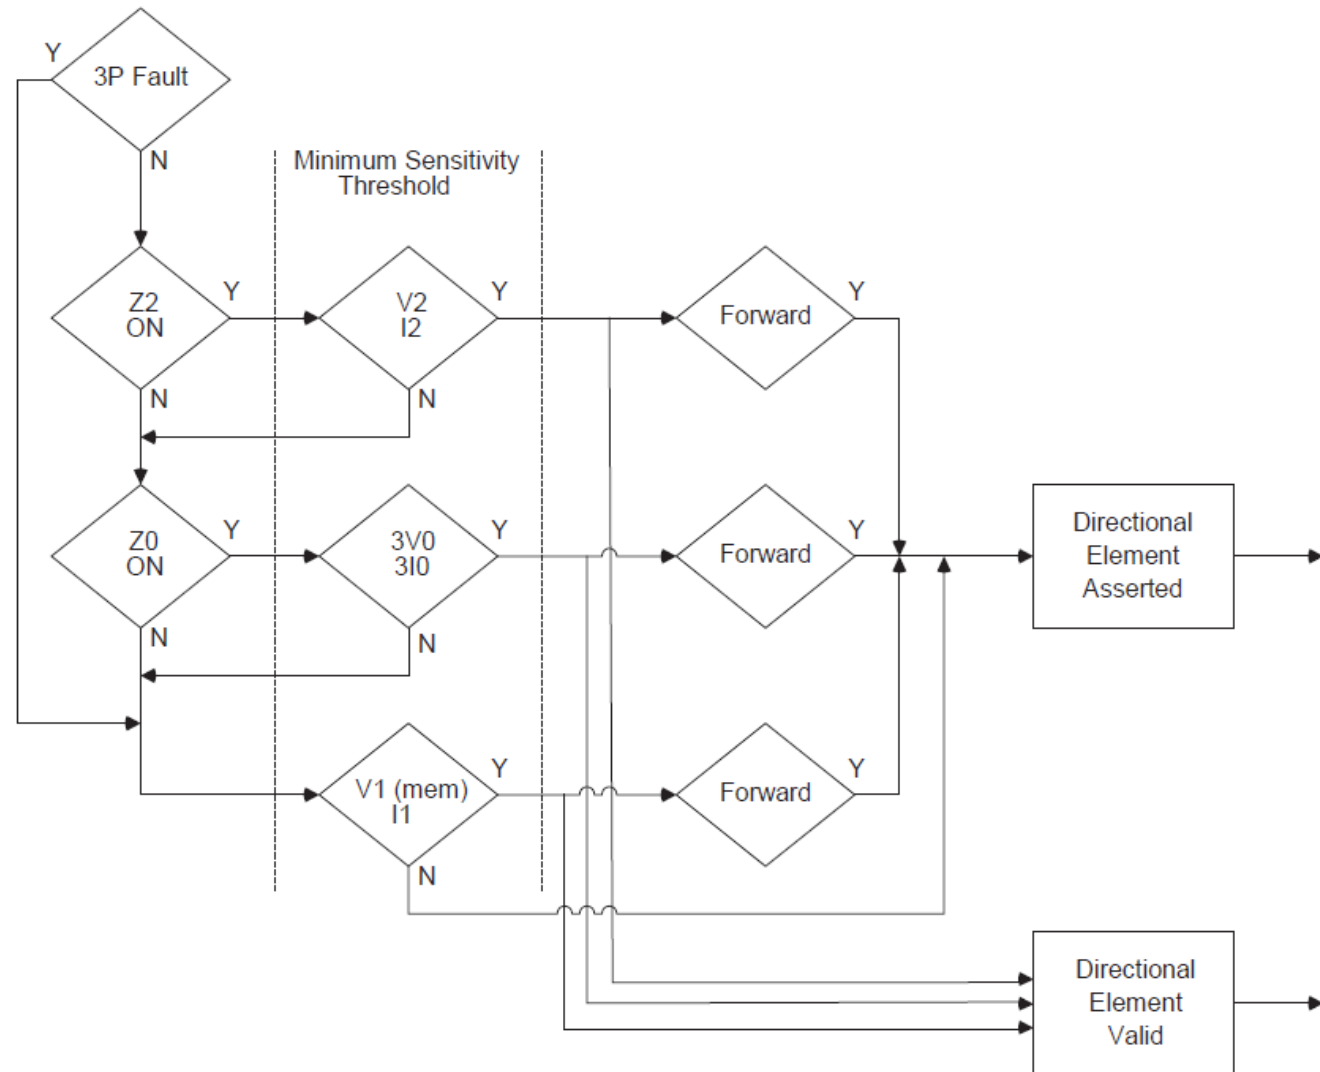 Y
3P Fault
N
Minimum Sensitivity
Threshold
Z2
ON
Y
N
V2
I2
Y
N
Forward
Y
Z0
ON
Y
N
3V0
3I0
Y
N
Forward
Y
Directional
Element
Asserted
V1 (mem)
I1
Y
N
Forward
Y
Directional
Element
Valid